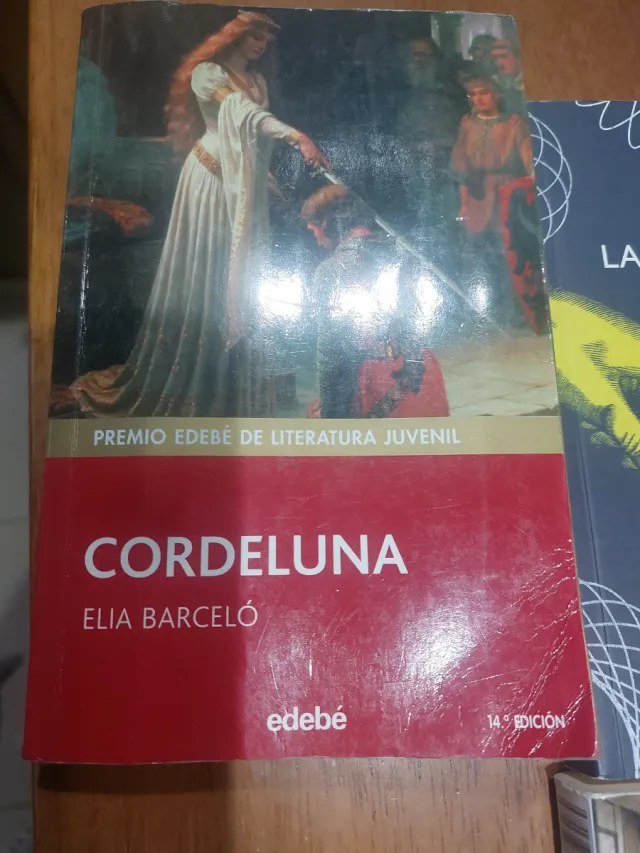 PREMIO EDEBÉ DE LITERATURA JUVENIL
CORDELUNA
ELIA BARCELÓ
edebé
14.ª EDICIÓN
LA